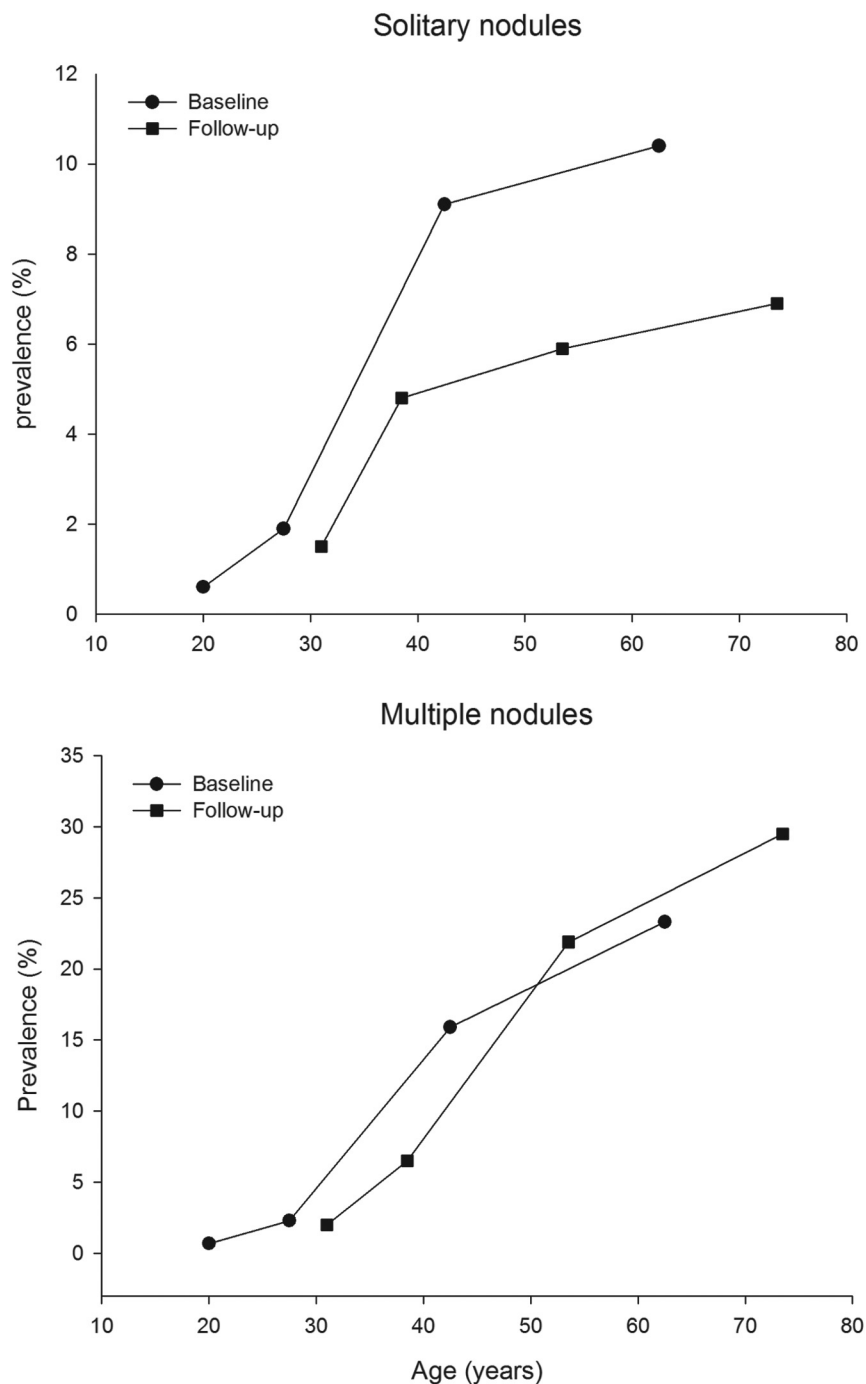 Solitary nodules
12
Baseline
Follow-up
10
8
prevalence (%)
6
4
2
0
10 20 30 40 50 60 70 80
Multiple nodules
35
Baseline
Follow-up
30
25
20
Prevalence (%)
15
10
5
0
10 20 30 40 50 60 70 80
Age (years)